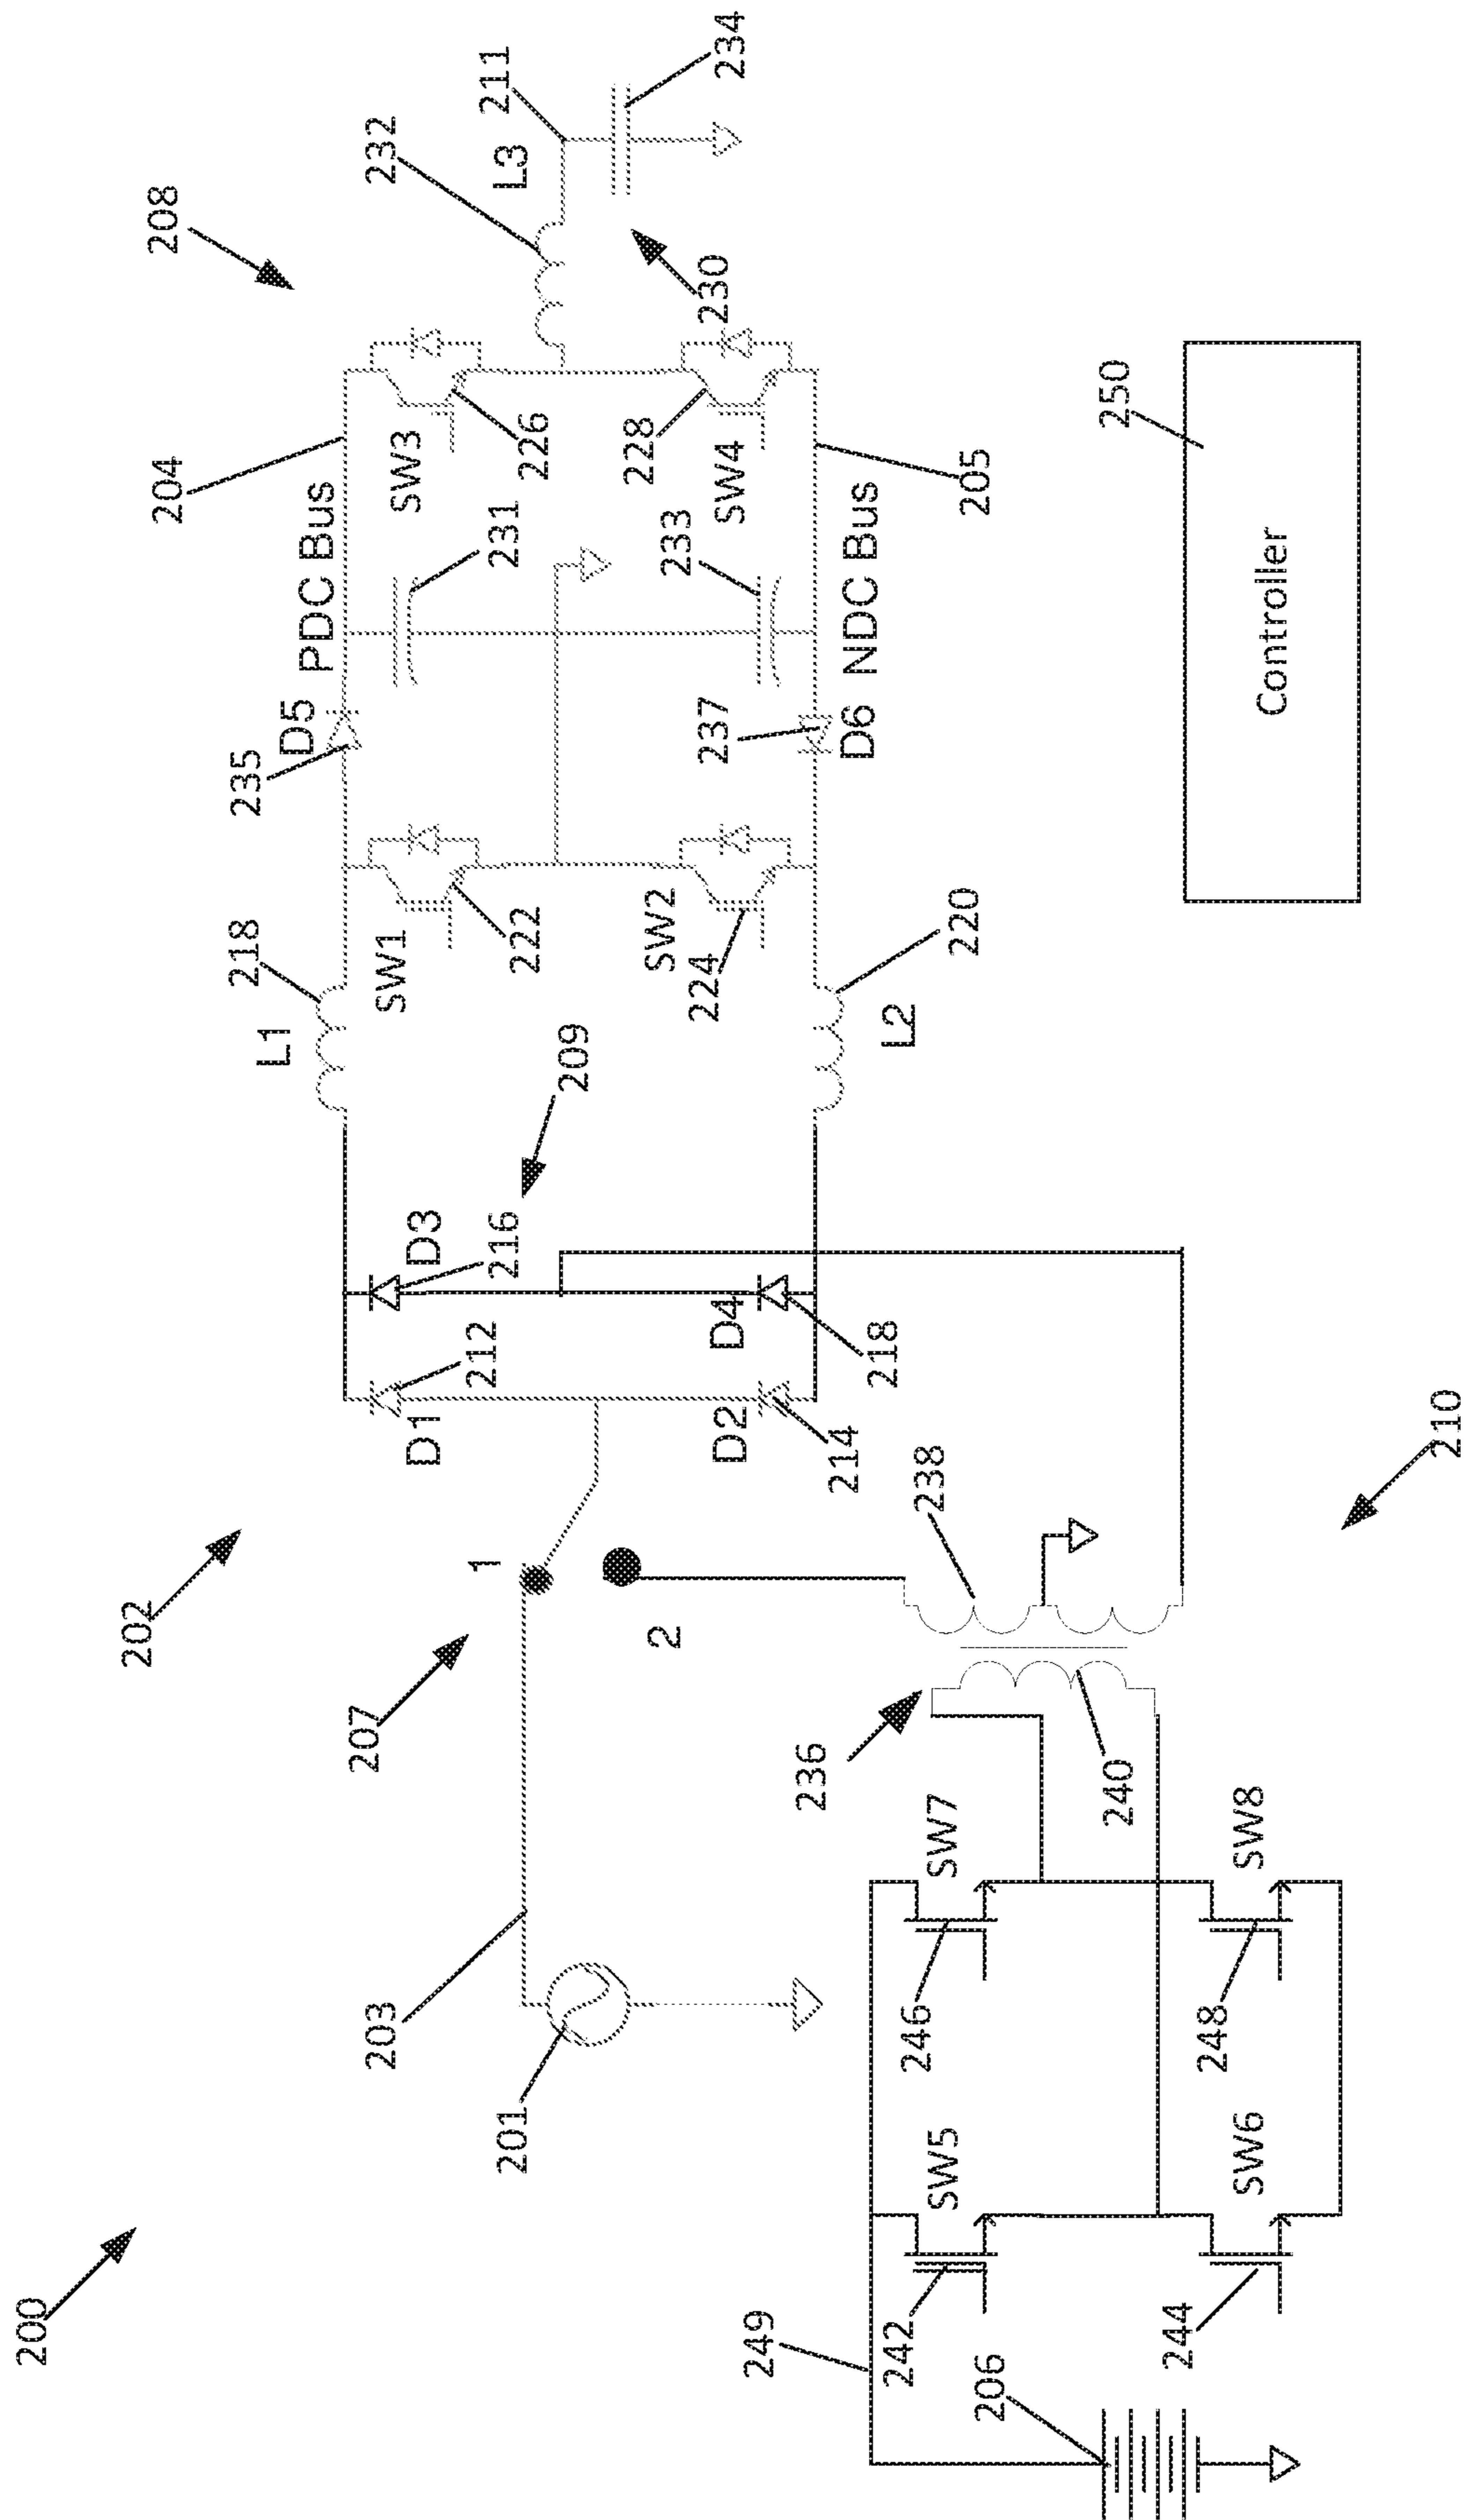 200
202
208
204
PDC Bus
D5
235
218
L1
232
211
L3
234
SW3
226
231
SW1
222
230
209
D3
216
212
D1
1
207
203
201
228
SW4
233
237
SW2
224
D4
D2
218
214
2
205
NDC Bus
D6
220
L2
238
236
240
249
242
SW5
246
SW7
206
244
SW6
248
SW8
250
Controller
210